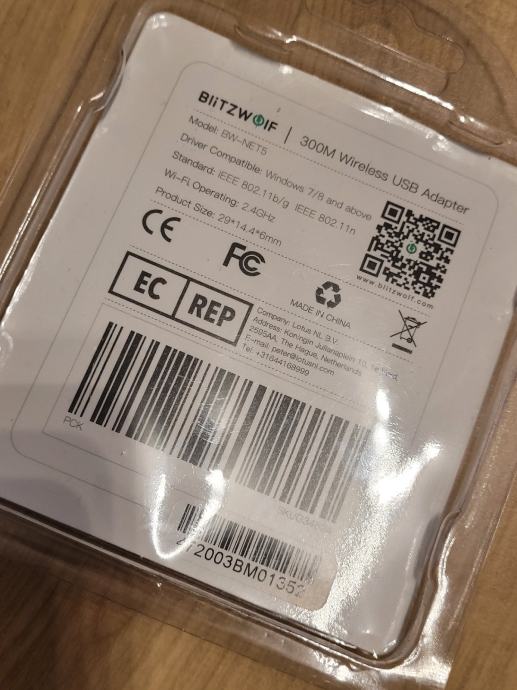 BlitzWolf | 300M Wireless USB Adapter
Model: BW-NET5
Driver Compatible: Windows 7/8 and above
Standard: IEEE 802.11b/g IEEE 802.11n
Wi-Fi Operating: 2.4GHz
Product Size: 29*14.4*6mm
www.blitzwolf.com
CE
FC
MADE IN CHINA
EC REP
Company: Lotus NL B.V.
Address: Koningin Julianaplein 10,
2595AA, The Hague, Netherlands
E-mail: peter@lotusnl.com
Tel: +31644168999
PCK